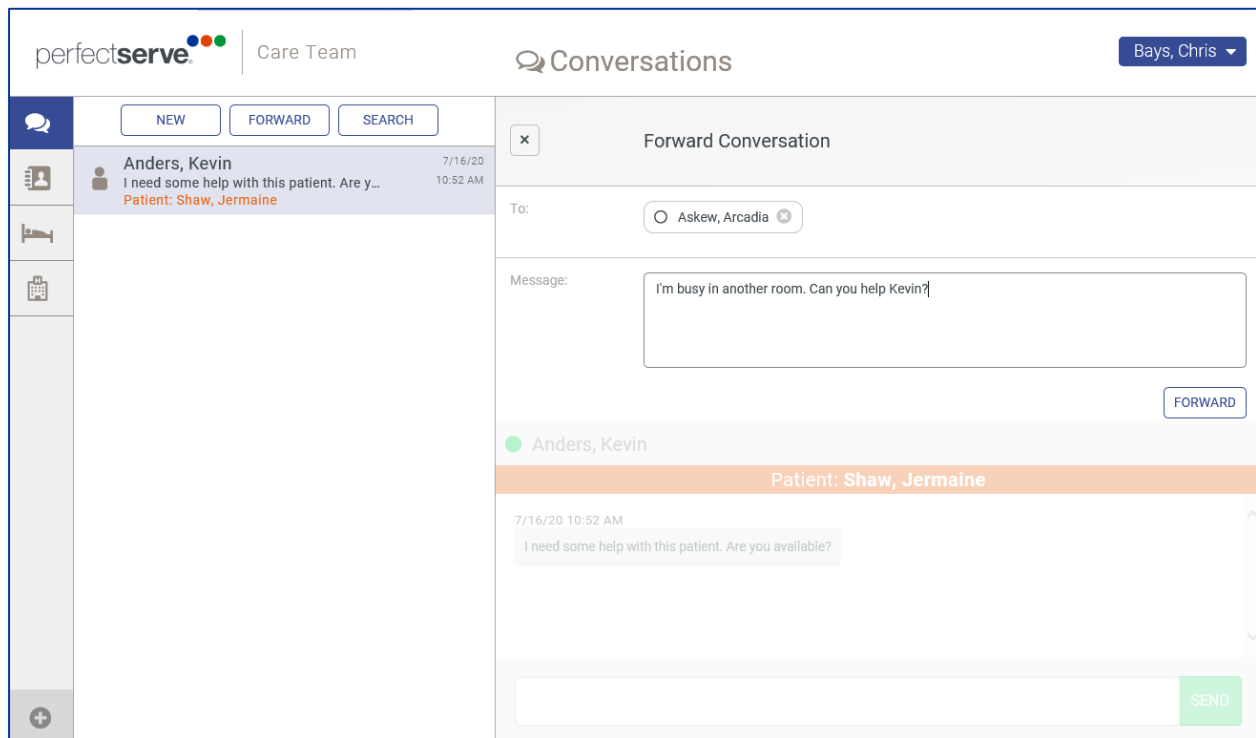 perfectserve. Care Team
Conversations
Bays, Chris
NEW FORWARD SEARCH
Anders, Kevin 7/16/20
I need some help with this patient. Are y... 10:52 AM
Patient: Shaw, Jermaine
Forward Conversation
To: Askew, Arcadia
Message: I'm busy in another room. Can you help Kevin?
FORWARD
Anders, Kevin
Patient: Shaw, Jermaine
7/16/20 10:52 AM
I need some help with this patient. Are you available?
SEND